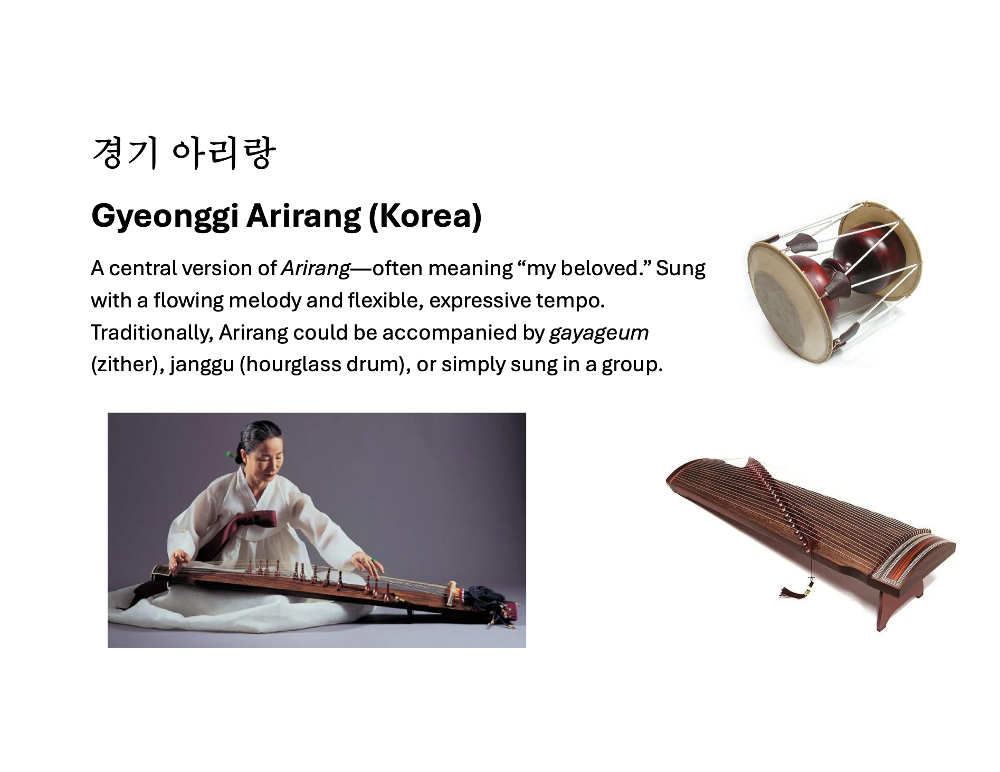 경기 아리랑
Gyeonggi Arirang (Korea)
A central version of Arirang—often meaning “my beloved.” Sung
with a flowing melody and flexible, expressive tempo.
Traditionally, Arirang could be accompanied by gayageum
(zither), janggu (hourglass drum), or simply sung in a group.